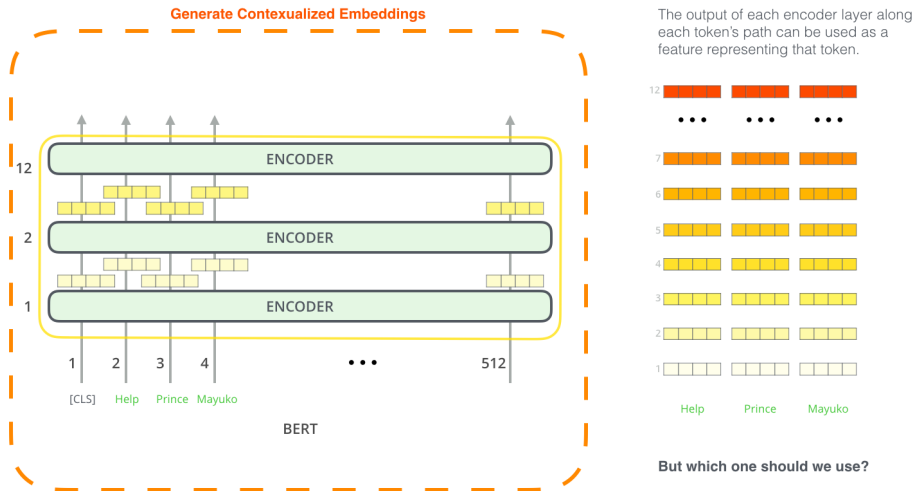 Generate Contexualized Embeddings
The output of each encoder layer along
each token's path can be used as a
feature representing that token.
12
ENCODER
2
ENCODER
1
ENCODER
1 2 3 4 ••• 512
[CLS] Help Prince Mayuko
BERT
12
•••  •••  •••
7
6
5
4
3
2
1
Help Prince Mayuko
But which one should we use?